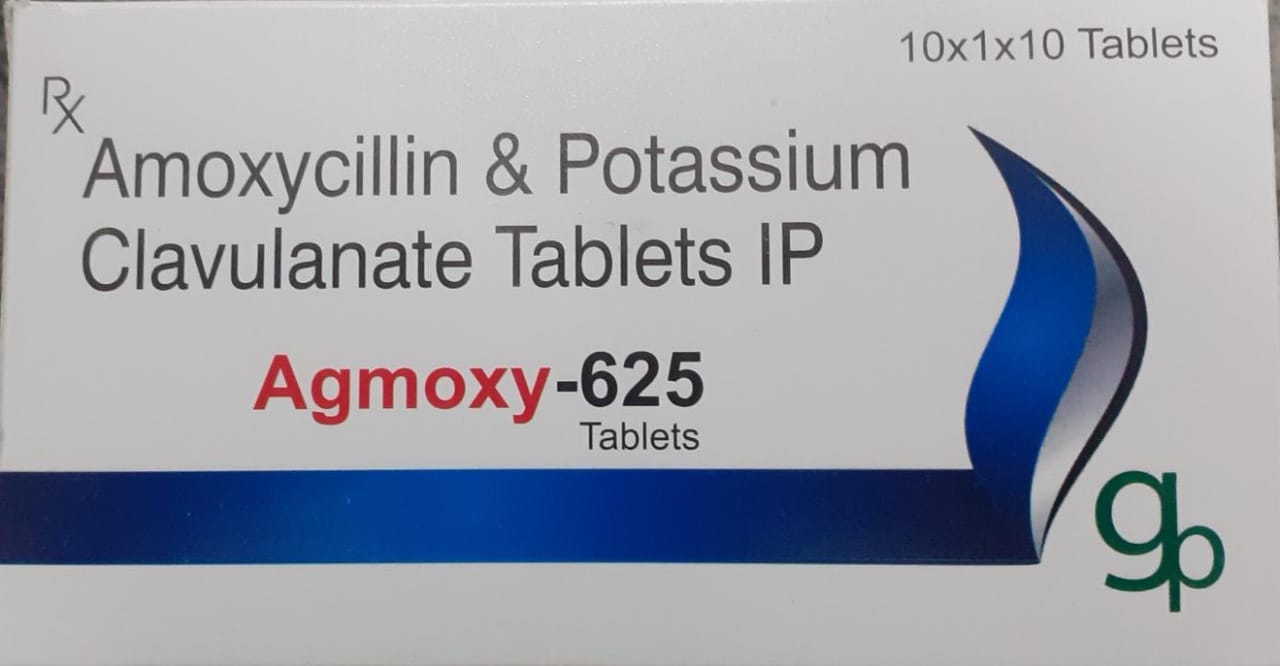 10x1x10 Tablets
Rx
Amoxycillin & Potassium
Clavulanate Tablets IP
Agmoxy-625
Tablets
gp